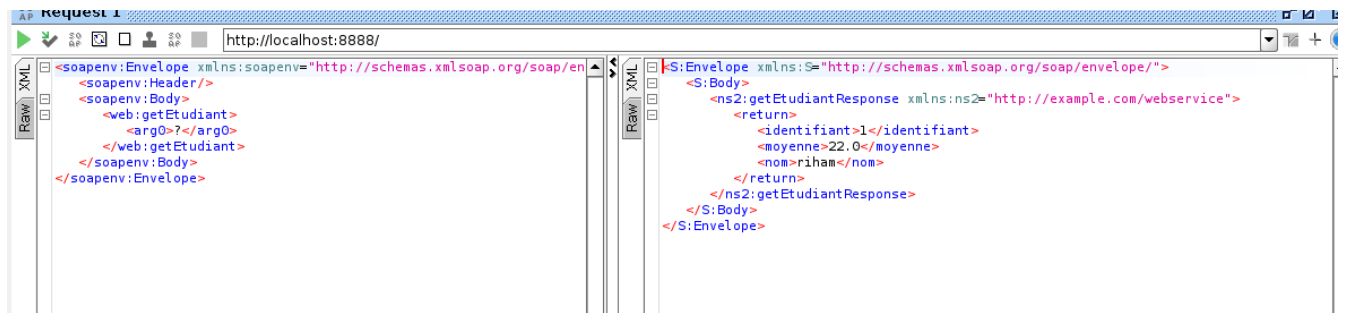 Request 1
http://localhost:8888/
XML
Raw
<soapenv:Envelope xmlns:soapenv="http://schemas.xmlsoap.org/soap/en
<soapenv:Header/>
<soapenv:Body>
<web:getEtudiant>
<arg0>?</arg0>
</web:getEtudiant>
</soapenv:Body>
</soapenv:Envelope>
XML
Raw
<S:Envelope xmlns:S="http://schemas.xmlsoap.org/soap/envelope/">
<S:Body>
<ns2:getEtudiantResponse xmlns:ns2="http://example.com/webservice">
<return>
<identifiant>1</identifiant>
<moyenne>22.0</moyenne>
<nom>riham</nom>
</return>
</ns2:getEtudiantResponse>
</S:Body>
</S:Envelope>